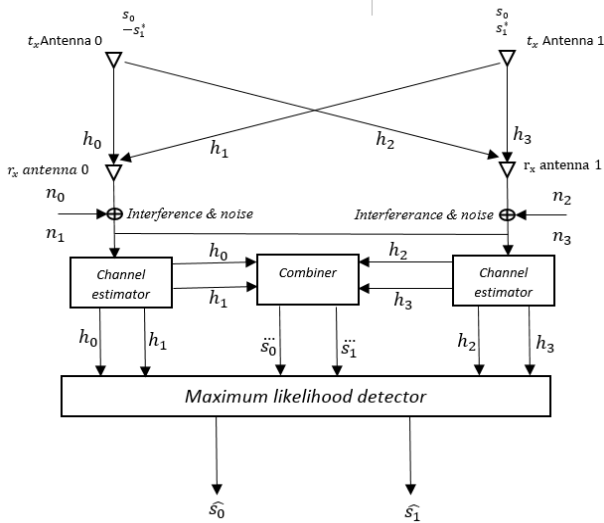 s₀
−s₁*
tₓ Antenna 0
s₀
s₁*
tₓ Antenna 1
h₀
h₁
h₂
h₃
rₓ antenna 0
rₓ antenna 1
n₀
Interference & noise
Intefererance & noise
n₂
n₁
n₃
Channel estimator
h₀
h₁
Combiner
h₂
h₃
Channel estimator
h₀
h₁
s⃛₀
s⃛₁
h₂
h₃
Maximum likelihood detector
ŝ₀
ŝ₁